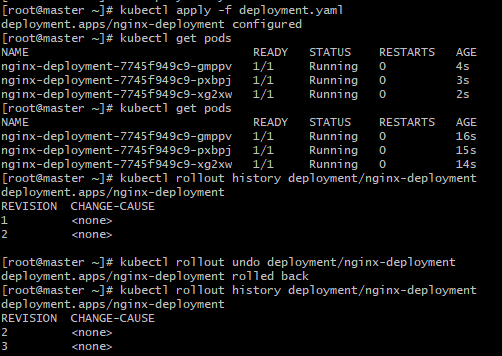 [root@master ~]# kubectl apply -f deployment.yaml
deployment.apps/nginx-deployment configured
[root@master ~]# kubectl get pods
NAME READY STATUS RESTARTS AGE
nginx-deployment-7745f949c9-gmppv 1/1 Running 0 4s
nginx-deployment-7745f949c9-pxbpj 1/1 Running 0 3s
nginx-deployment-7745f949c9-xg2xw 1/1 Running 0 2s
[root@master ~]# kubectl get pods
NAME READY STATUS RESTARTS AGE
nginx-deployment-7745f949c9-gmppv 1/1 Running 0 16s
nginx-deployment-7745f949c9-pxbpj 1/1 Running 0 15s
nginx-deployment-7745f949c9-xg2xw 1/1 Running 0 14s
[root@master ~]# kubectl rollout history deployment/nginx-deployment
deployment.apps/nginx-deployment
REVISION CHANGE-CAUSE
1 <none>
2 <none>
[root@master ~]# kubectl rollout undo deployment/nginx-deployment
deployment.apps/nginx-deployment rolled back
[root@master ~]# kubectl rollout history deployment/nginx-deployment
deployment.apps/nginx-deployment
REVISION CHANGE-CAUSE
2 <none>
3 <none>